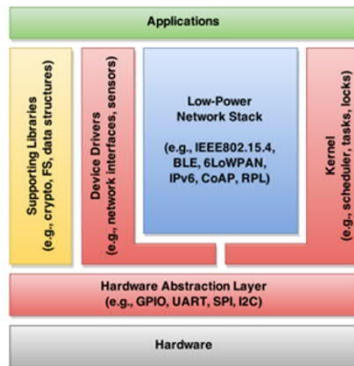 Applications
Supporting Libraries
(e.g., crypto, FS, data structures)
Device Drivers
(e.g., network interfaces, sensors)
Low-Power
Network Stack
(e.g., IEEE802.15.4,
BLE, 6LoWPAN,
IPv6, CoAP, RPL)
Kernel
(e.g., scheduler, tasks, locks)
Hardware Abstraction Layer
(e.g., GPIO, UART, SPI, I2C)
Hardware